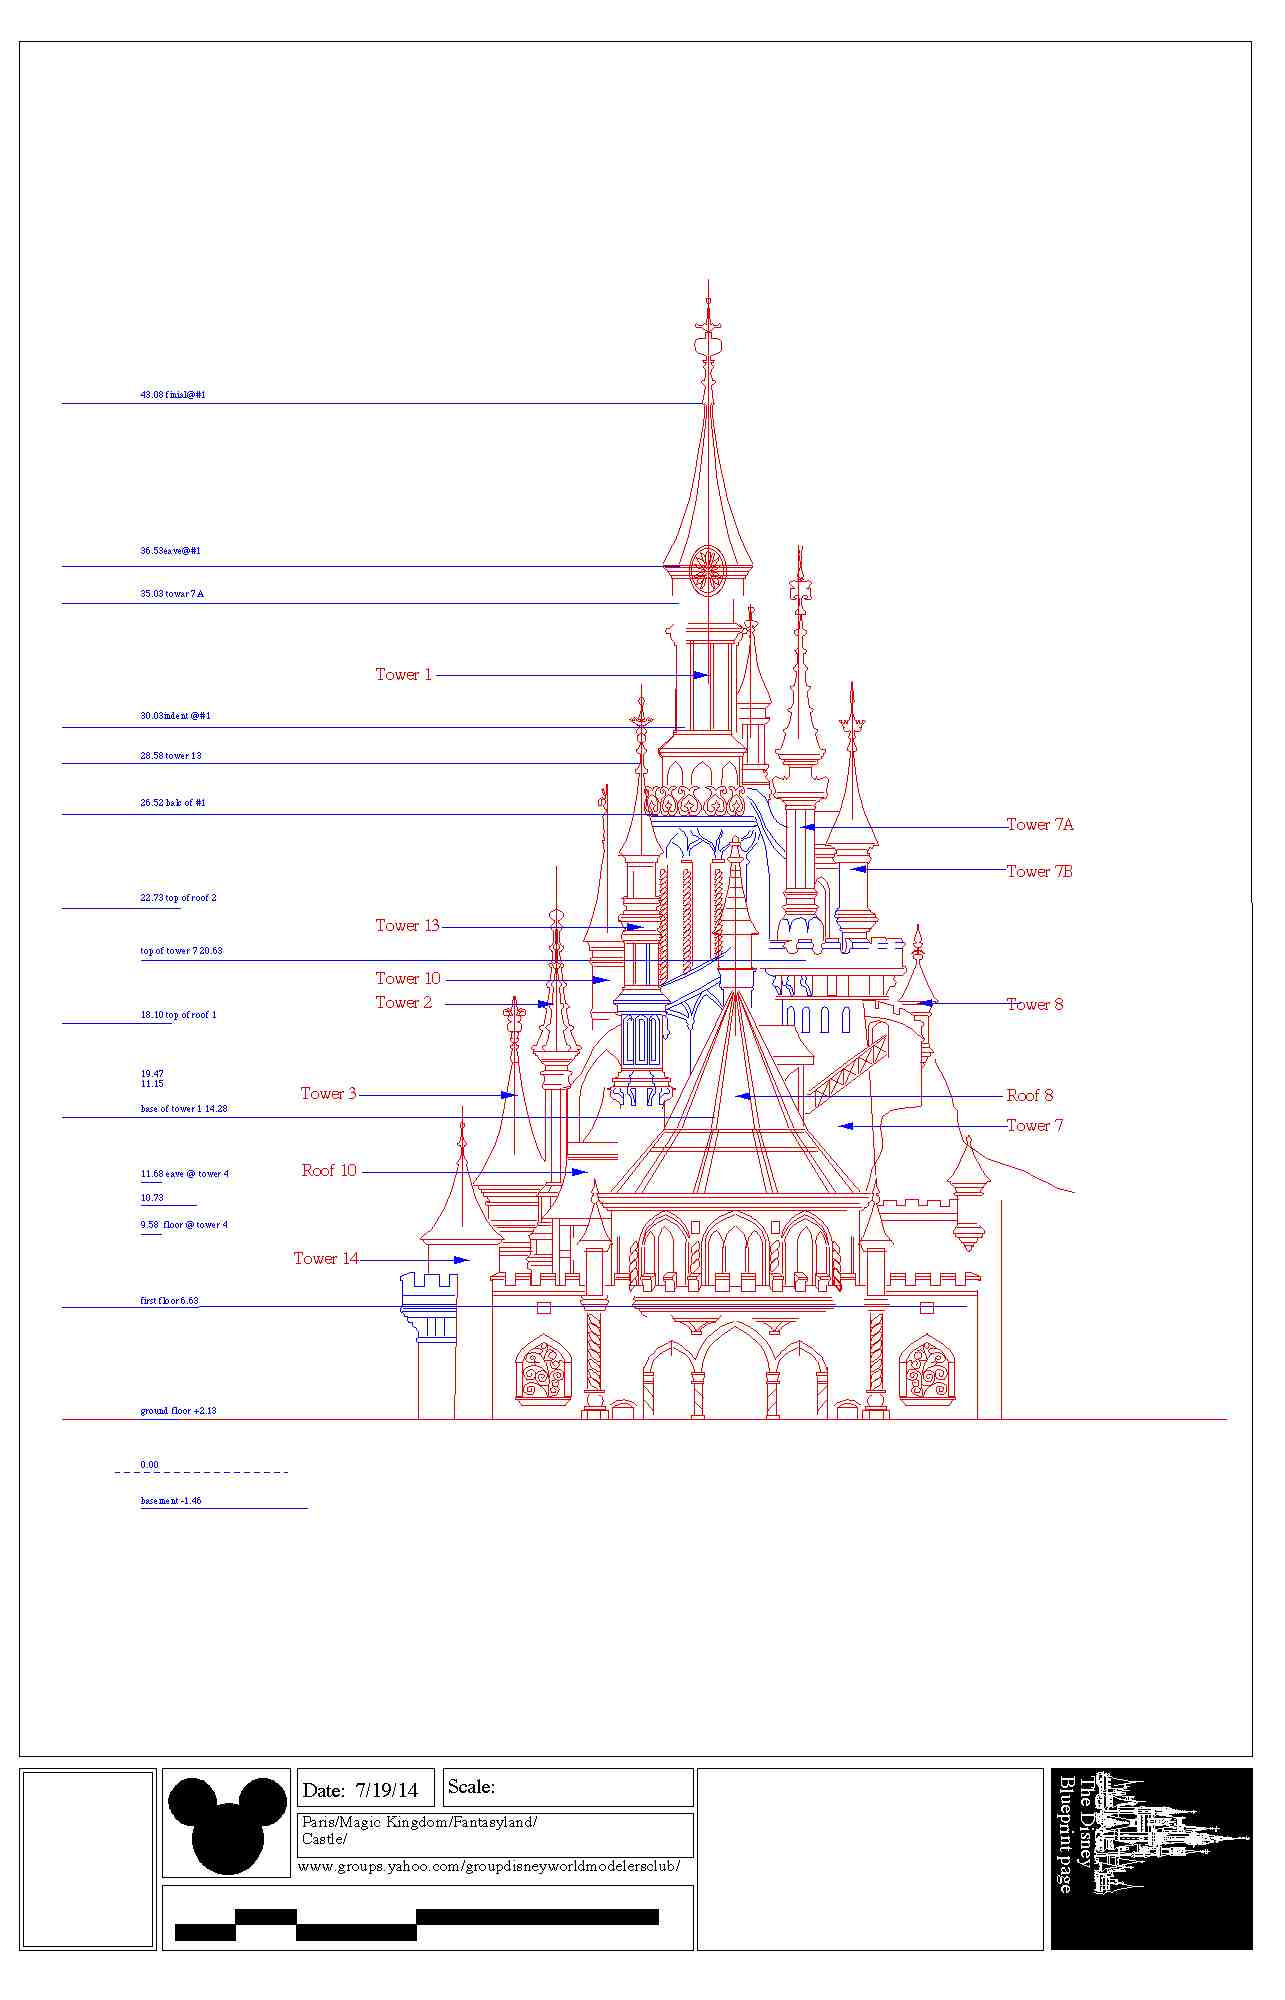 43.08 finial@#1
36.53eave@#1
35.03 towar 7A
Tower 1
30.03indent @#1
28.58 tower 13
26.52 bals of #1
Tower 7A
Tower 7B
22.73 top of roof 2
Tower 13
top of tower 7 20.63
Tower 10
Tower 2
Tower 8
18.10 top of roof 1
19.47
11.15
Tower 3
Roof 8
base of tower 1 14.28
Tower 7
11.68 eave @ tower 4
Roof 10
10.73
9.58 floor @ tower 4
Tower 14
first floor 6.63
ground floor +2.13
0.00
basement -1.46
Date: 7/19/14
Scale:
Paris/Magic Kingdom/Fantasyland/
Castle/
www.groups.yahoo.com/groupdisneyworldmodelersclub/
The Disney
Blueprint page